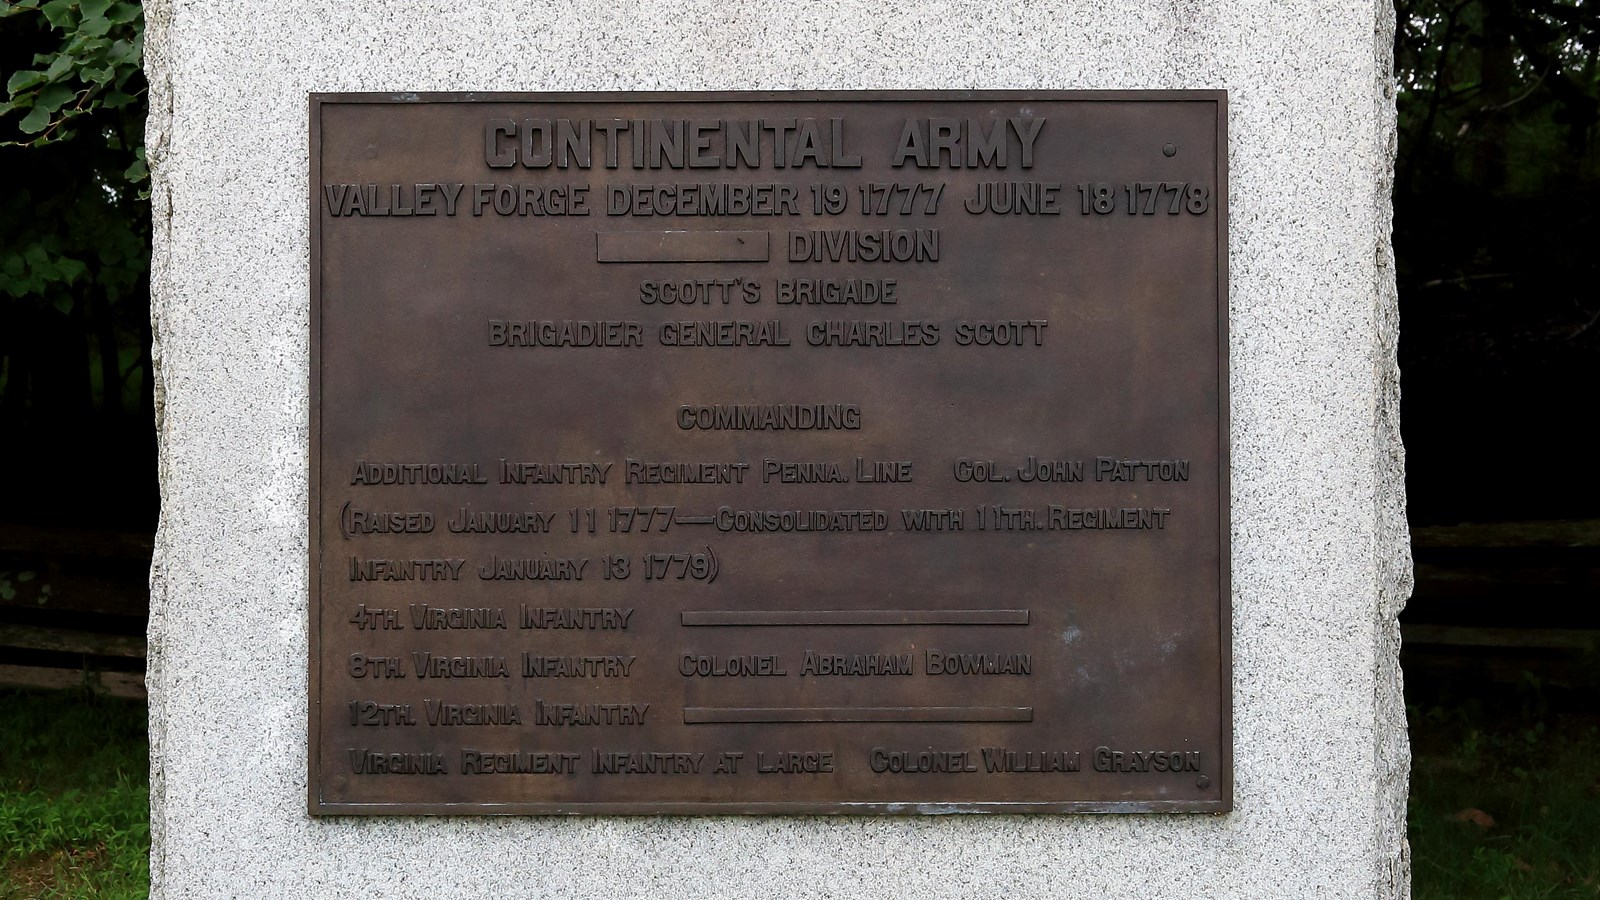 CONTINENTAL ARMY
VALLEY FORGE DECEMBER 19 1777 JUNE 18 1778
DIVISION
SCOTT'S BRIGADE
BRIGADIER GENERAL CHARLES SCOTT
COMMANDING
ADDITIONAL INFANTRY REGIMENT PENNA. LINE COL. JOHN PATTON
(RAISED JANUARY 11 1777—CONSOLIDATED WITH 11TH. REGIMENT
INFANTRY JANUARY 13 1779)
4TH. VIRGINIA INFANTRY
8TH. VIRGINIA INFANTRY COLONEL ABRAHAM BOWMAN
12TH. VIRGINIA INFANTRY
VIRGINIA REGIMENT INFANTRY AT LARGE COLONEL WILLIAM GRAYSON